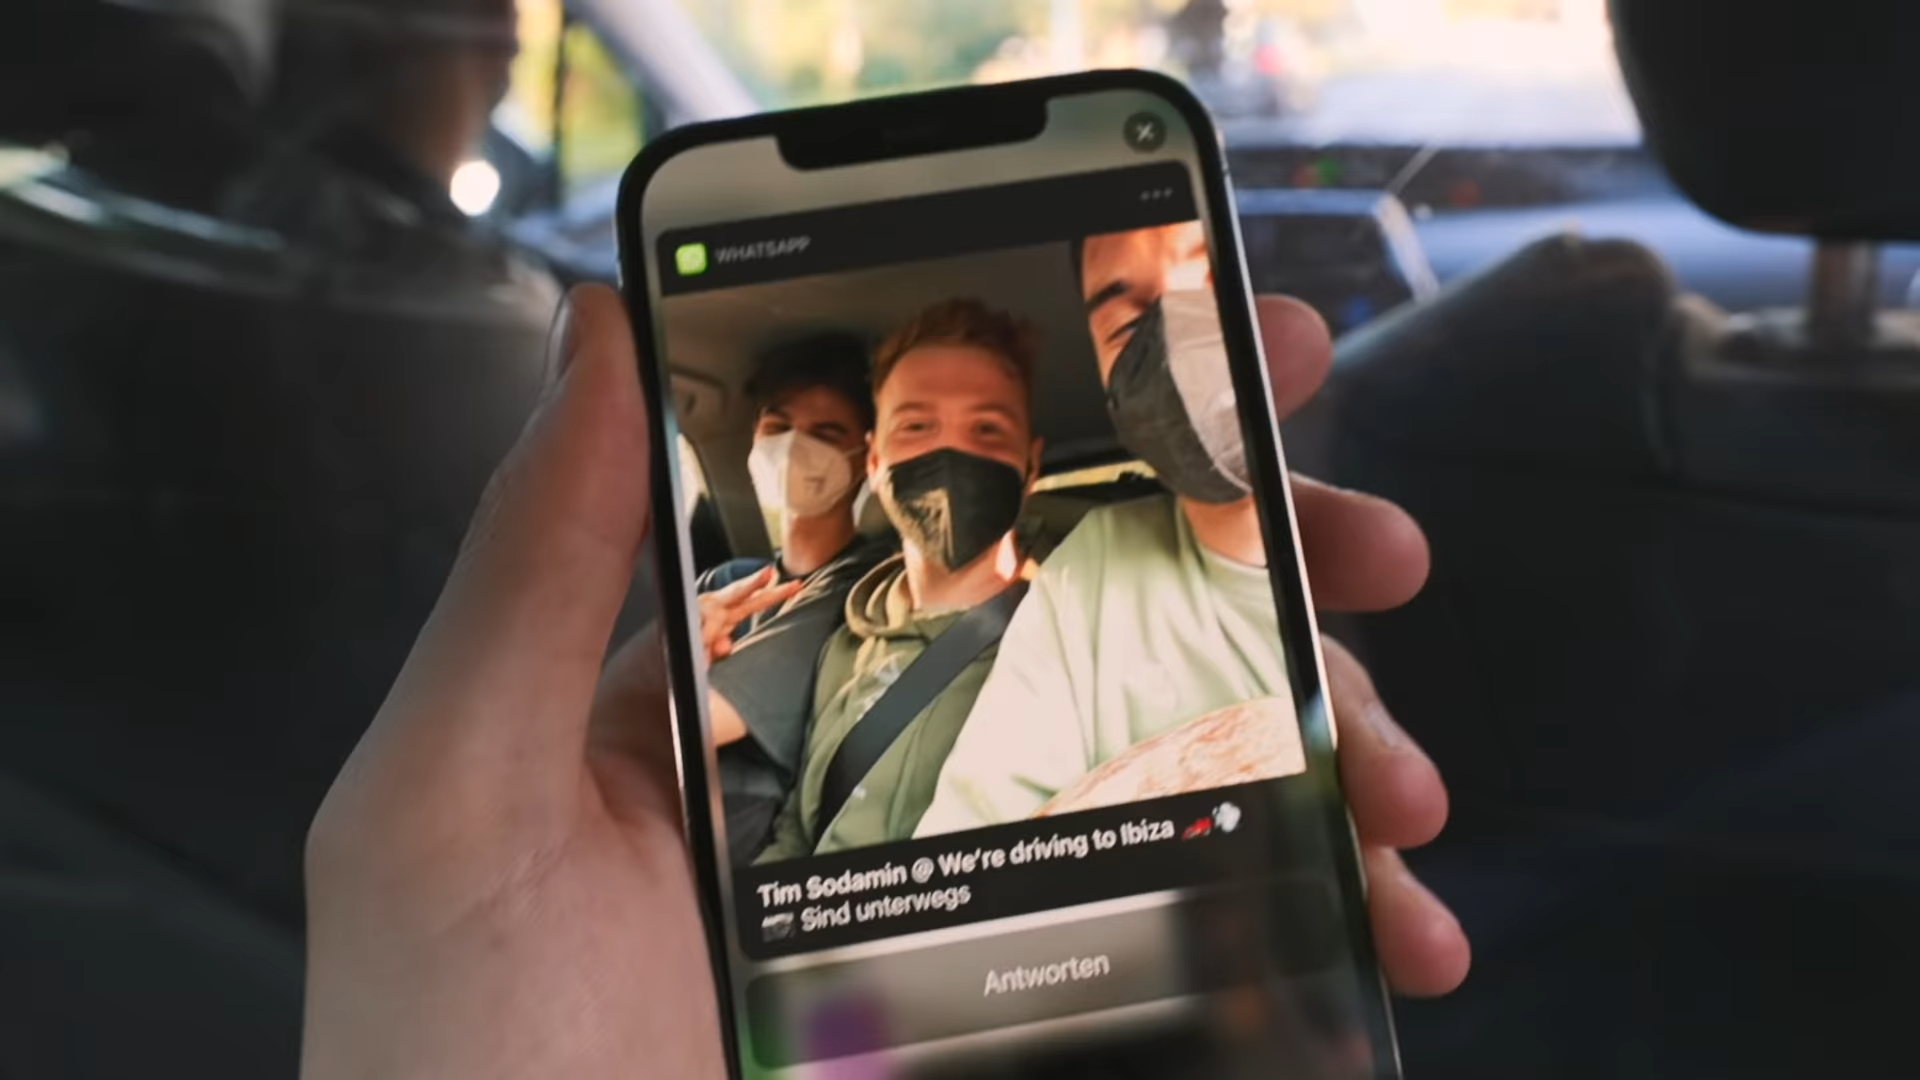 WHATSAPP
Tim Sodamin @ We're driving to Ibiza 🏎️💨
📷 Sind unterwegs
Antworten